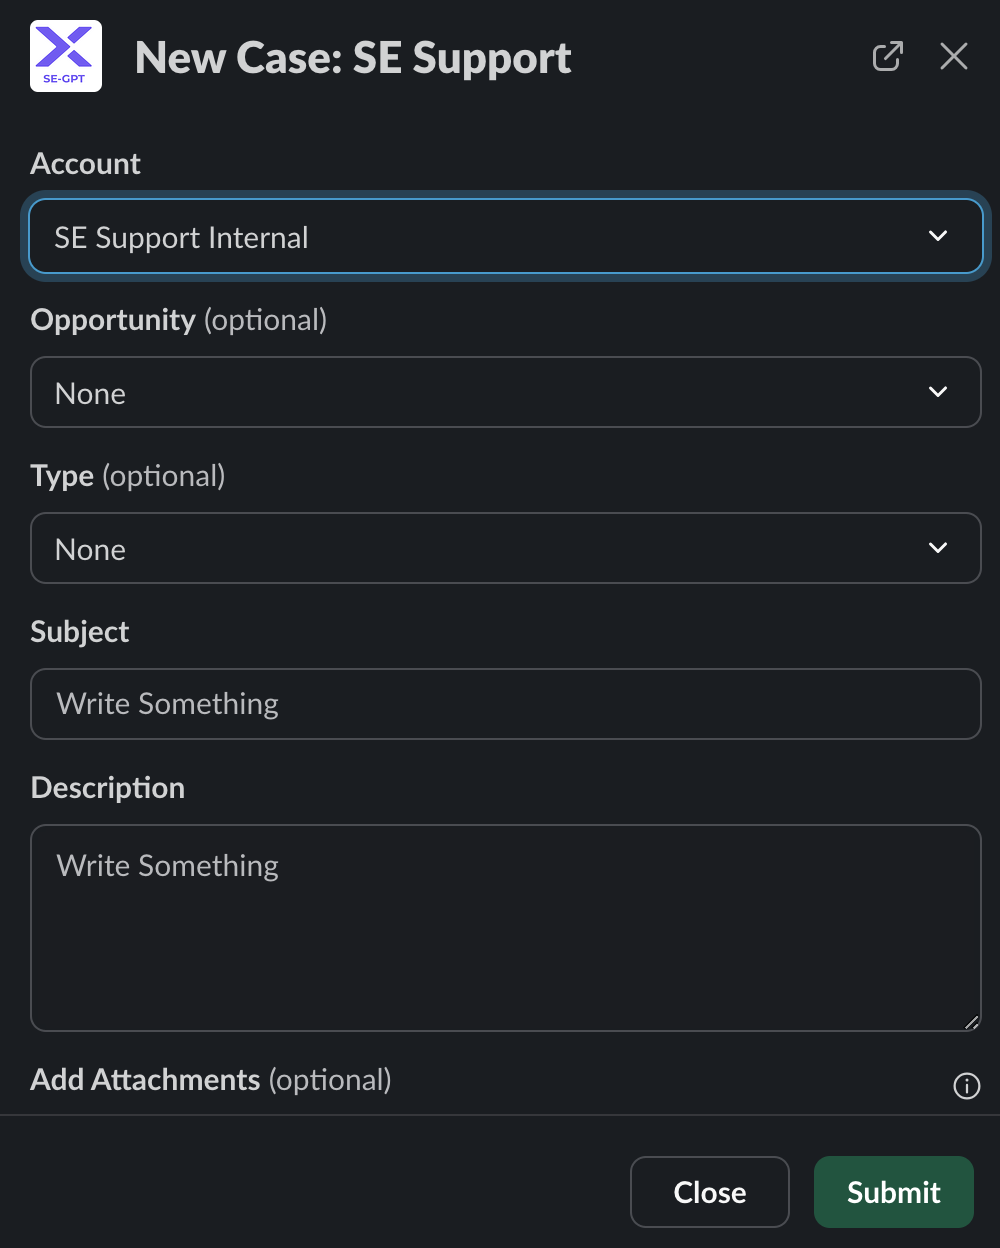 SE-GPT
New Case: SE Support
Account
SE Support Internal
Opportunity (optional)
None
Type (optional)
None
Subject
Write Something
Description
Write Something
Add Attachments (optional)
Close
Submit